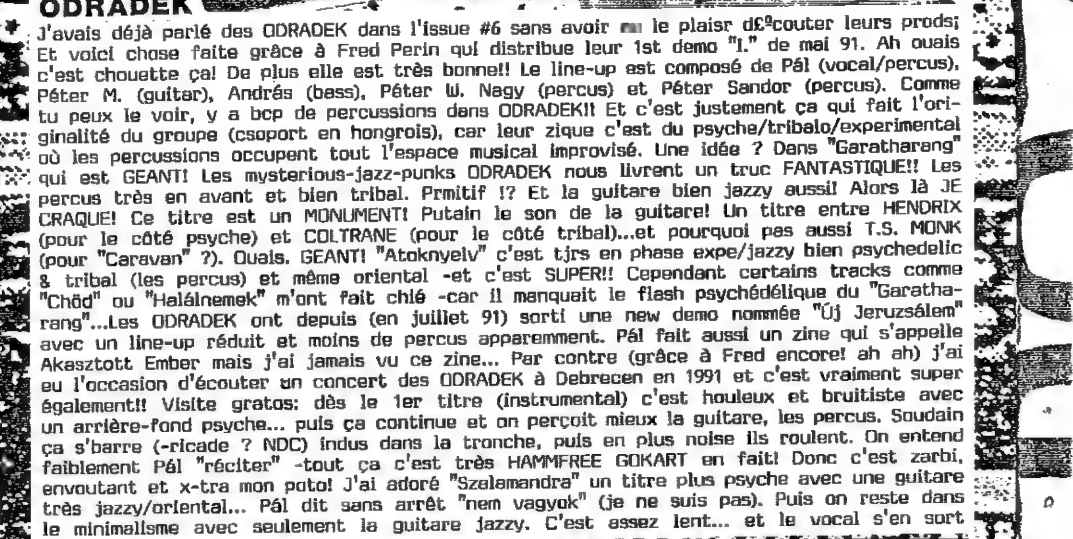 ODRADEK
J'avais déjà parlé des ODRADEK dans l'issue #6 sans avoir le plaisr d£ºcouter leurs prods;
Et voici chose faite grâce à Fred Perin qui distribue leur 1st demo "I." de mai 91. Ah ouais
c'est chouette ça! De plus elle est très bonne!! Le line-up est composé de Pál (vocal/percus),
Péter M. (guitar), Andrés (bass), Péter W. Nagy (percus) et Péter Sandor (percus). Comme
tu peux le voir, y a bcp de percussions dans ODRADEK!! Et c'est justement ça qui fait l'ori-
ginalité du groupe (csoport en hongrois), car leur zique c'est du psyche/tribalo/experimental
où les percussions occupent tout l'espace musical improvisé. Une idée ? Dans "Garatharang"
qui est GEANT! Les mysterious-jazz-punks ODRADEK nous livrent un truc FANTASTIQUE!! Les
percus très en avant et bien tribal. Prmitif !? Et la guitare bien jazzy aussi! Alors là JE
CRAQUE! Ce titre est un MONUMENT! Putain le son de la guitare! Un titre entre HENDRIX
(pour le côté psyche) et COLTRANE (pour le côté tribal)...et pourquoi pas aussi T.S. MONK
(pour "Caravan" ?). Ouais. GEANT! "Atoknyelv" c'est tjrs en phase expe/jazzy bien psychedelic
& tribal (les percus) et même oriental -et c'est SUPER!! Cependant certains tracks comme
"Chöd" ou "Halálnemek" m'ont fait chié -car il manquait le flash psychédélique du "Garatha-
rang"...Les ODRADEK ont depuis (en juillet 91) sorti une new demo nommée "Új Jeruzsálem"
avec un line-up réduit et moins de percus apparemment. Pál fait aussi un zine qui s'appelle
Akasztott Ember mais j'ai jamais vu ce zine... Par contre (grâce à Fred encore! ah ah) j'ai
eu l'occasion d'écouter un concert des ODRADEK à Debrecen en 1991 et c'est vraiment super
également!! Visite gratos: dès le 1er titre (instrumental) c'est houleux et bruitiste avec
un arrière-fond psyche... puis ça continue et on perçoit mieux la guitare, les percus. Soudain
ça s'barre (-ricade ? NDC) indus dans la tronche, puis en plus noise ils roulent. On entend
faiblement Pál "réciter" -tout ça c'est très HAMMFREE GOKART en fait! Donc c'est zarbi,
envoutant et x-tra mon poto! J'ai adoré "Szalamandra" un titre plus psyche avec une guitare
très jazzy/oriental... Pál dit sans arrêt "nem vagyok" (je ne suis pas). Puis on reste dans
le minimalisme avec seulement la guitare jazzy. C'est assez lent... et le vocal s'en sort